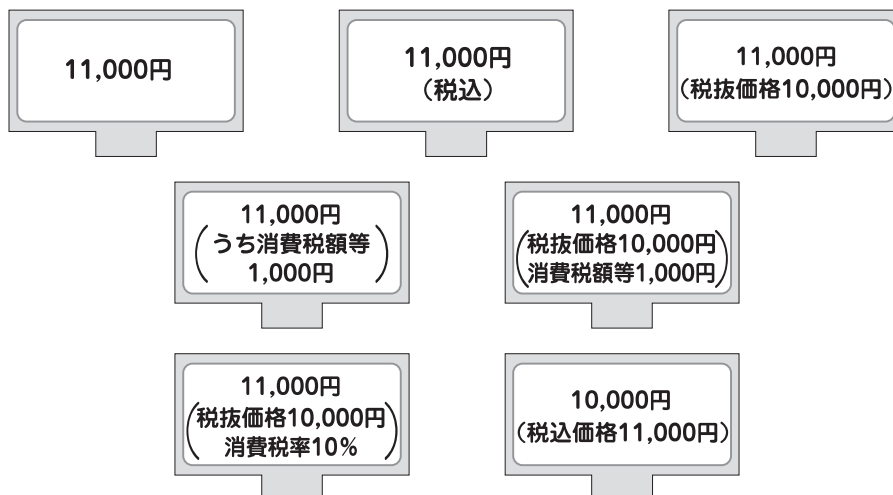 11,000円
11,000円
（税込）
11,000円
（税抜価格10,000円）
11,000円
（うち消費税額等
1,000円）
11,000円
（税抜価格10,000円
消費税額等1,000円）
11,000円
（税抜価格10,000円
消費税率10%）
10,000円
（税込価格11,000円）